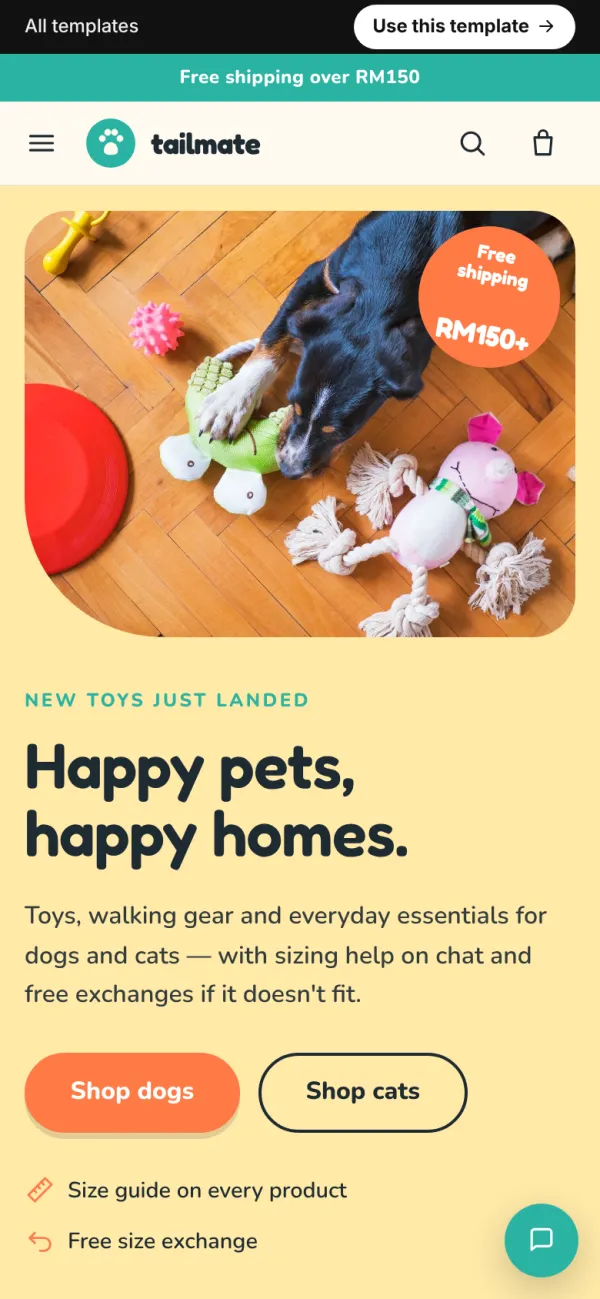 All templates
Use this template →
Free shipping over RM150
tailmate
Free
shipping
RM150+
NEW TOYS JUST LANDED
Happy pets,
happy homes.
Toys, walking gear and everyday essentials for
dogs and cats — with sizing help on chat and
free exchanges if it doesn't fit.
Shop dogs
Shop cats
Size guide on every product
Free size exchange